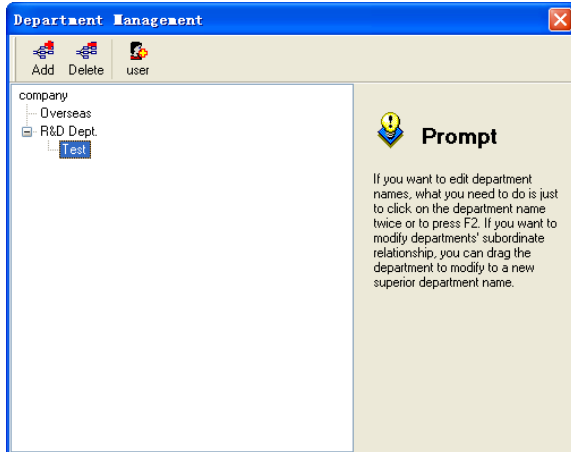 Department Management
Add Delete user
company
Overseas
R&D Dept.
Test
Prompt
If you want to edit department
names, what you need to do is just
to click on the department name
twice or to press F2. If you want to
modify departments' subordinate
relationship, you can drag the
department to modify to a new
superior department name.